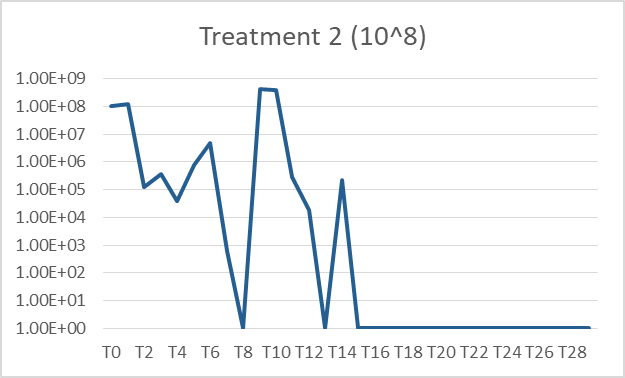 Treatment 2 (10^8)
1.00E+09
1.00E+08
1.00E+07
1.00E+06
1.00E+05
1.00E+04
1.00E+03
1.00E+02
1.00E+01
1.00E+00
T0 T2 T4 T6 T8 T10 T12 T14 T16 T18 T20 T22 T24 T26 T28